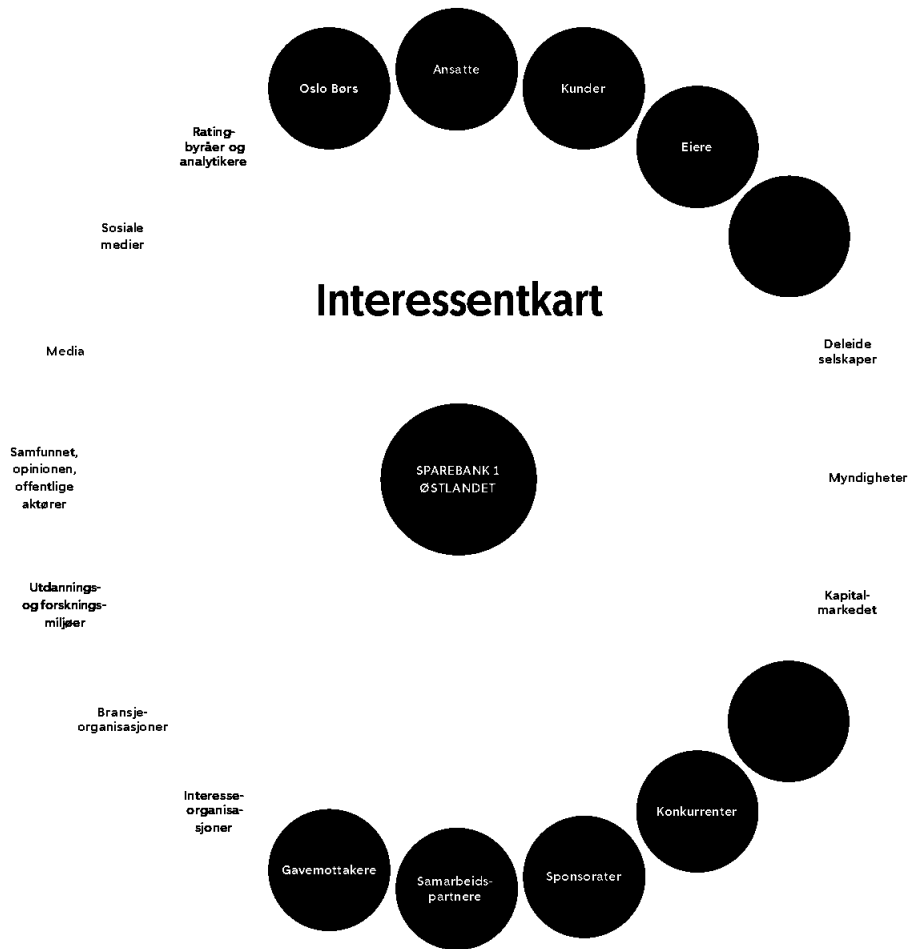 Oslo Børs
Ansatte
Kunder
Eiere
Rating-
byråer og
analytikere
Sosiale
medier
Interessentkart
Media
Deleide
selskaper
Samfunnet,
opinionen,
offentlige
aktører
SPAREBANK 1
ØSTLANDET
Myndigheter
Utdannings-
og forsknings-
miljøer
Kapital-
markedet
Bransje-
organisasjoner
Interesse-
organisa-
sjoner
Konkurrenter
Gavemottakere
Samarbeids-
partnere
Sponsorater